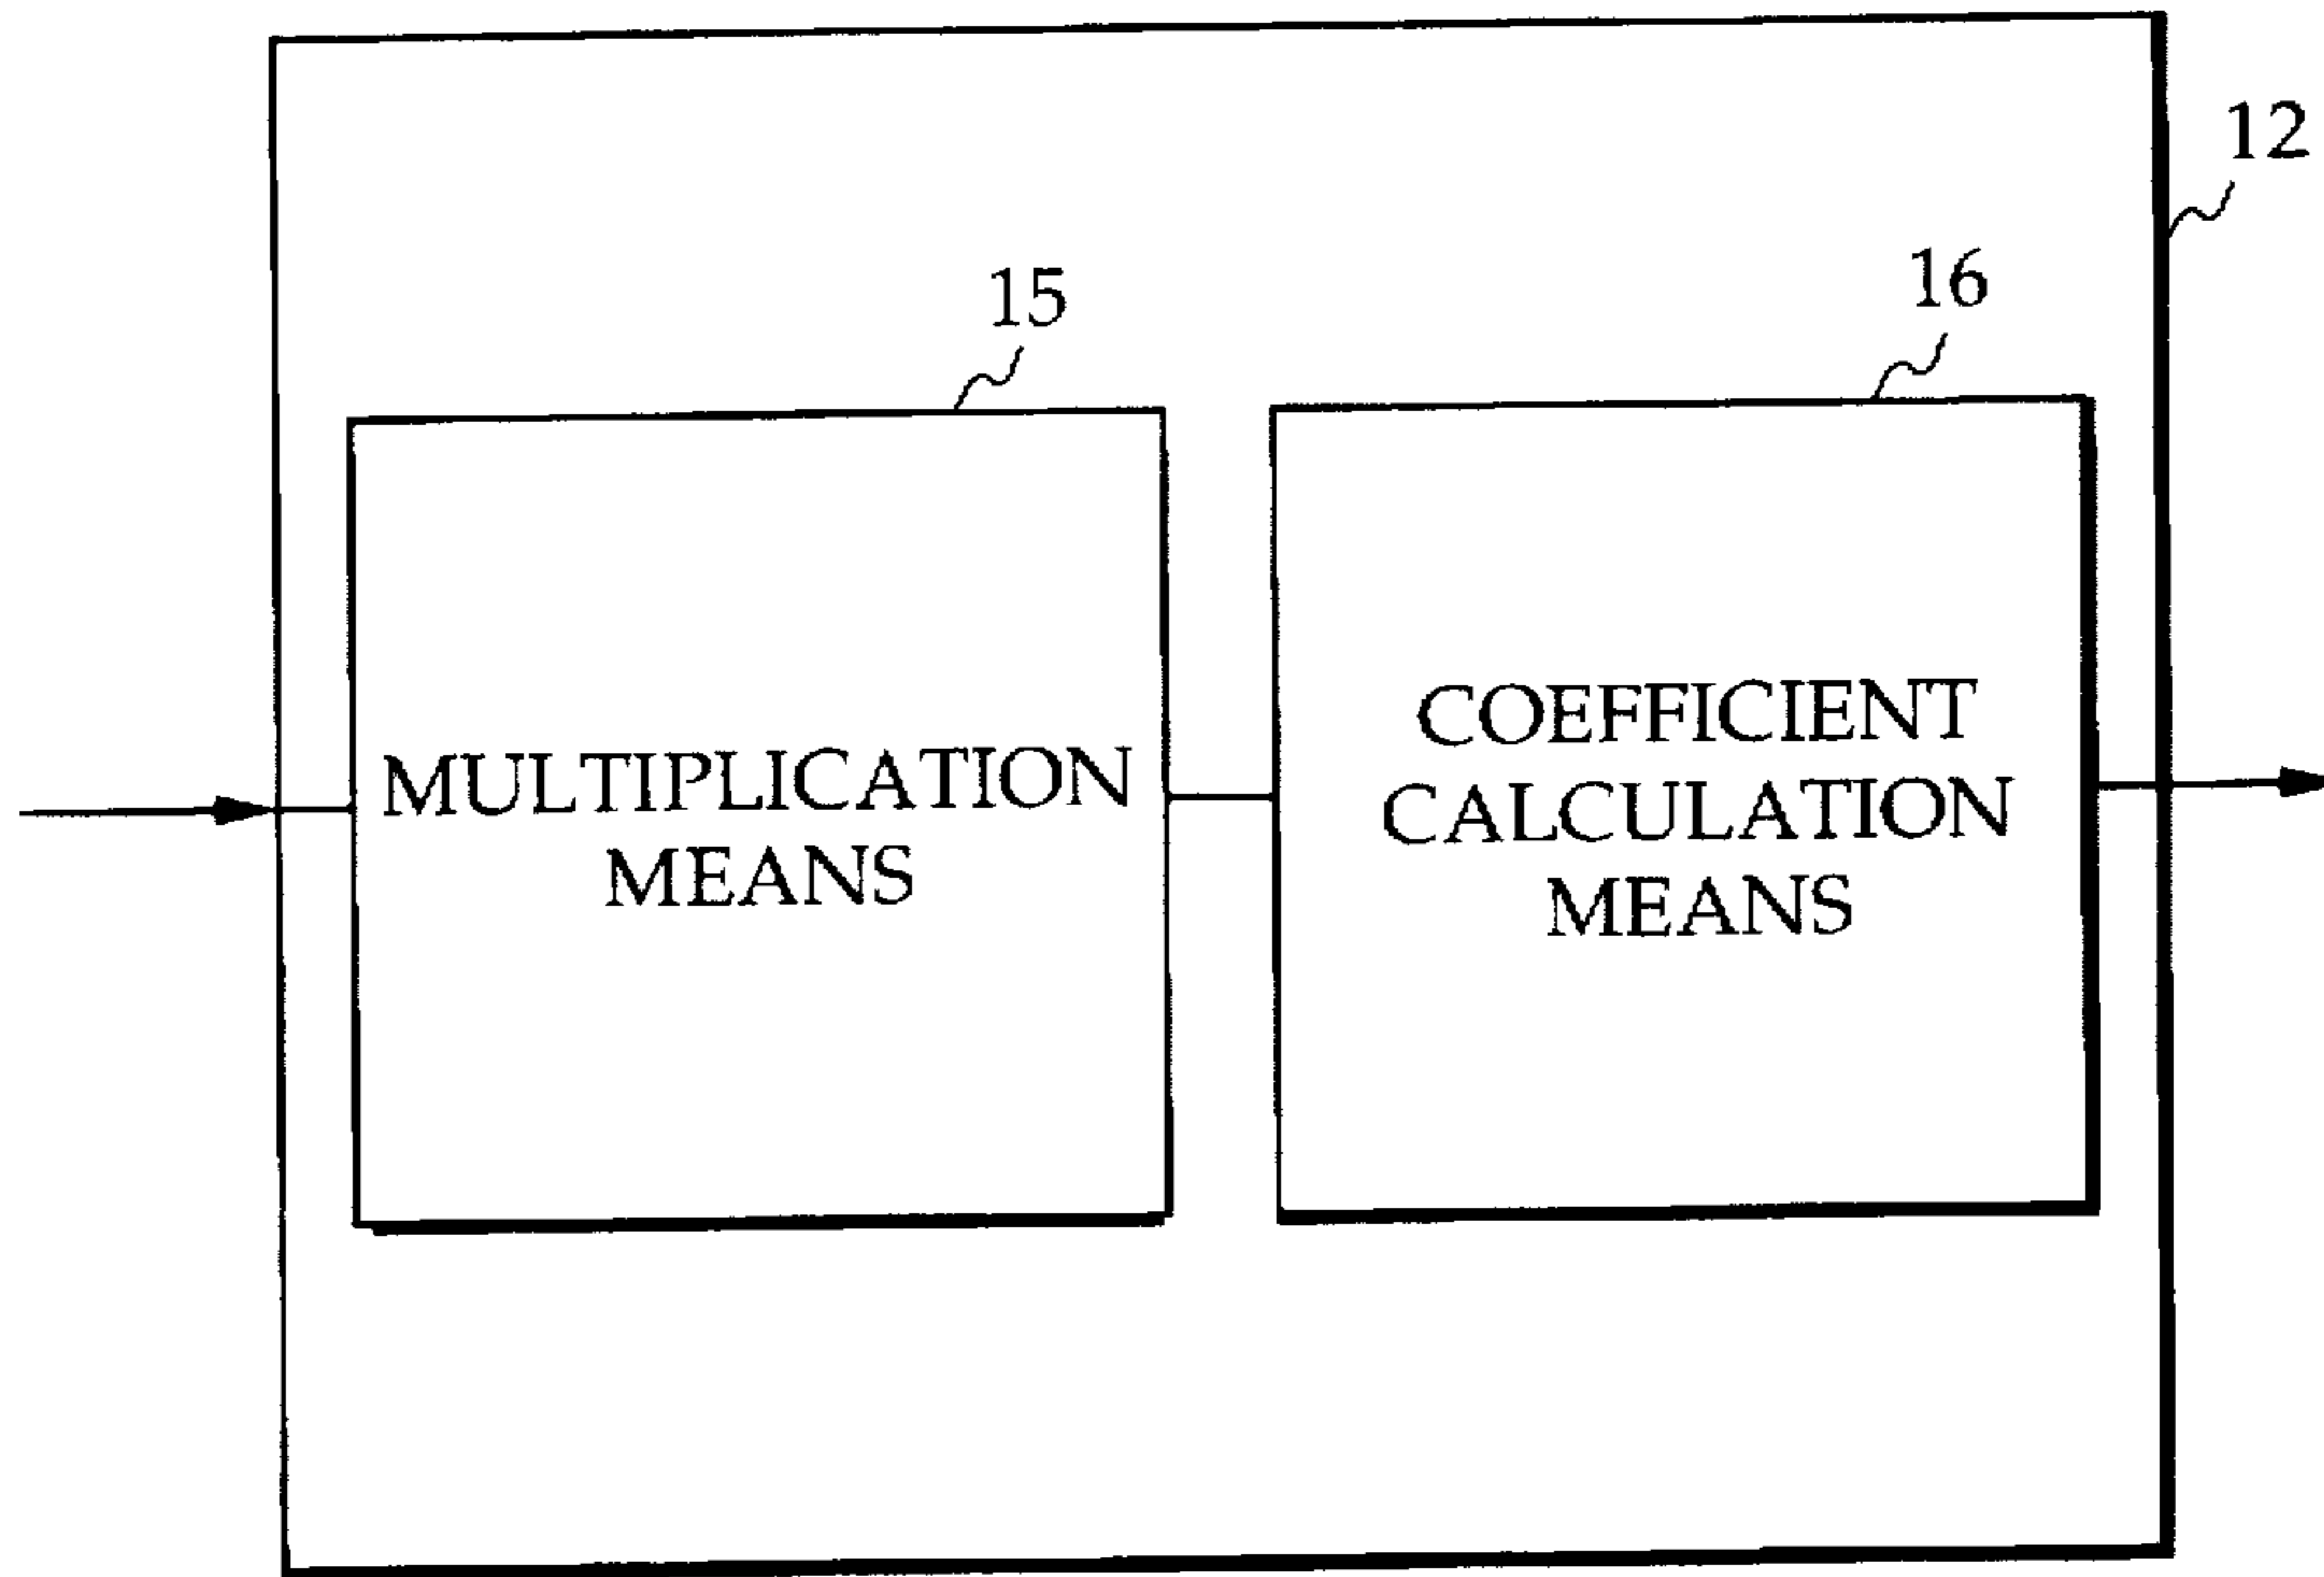 12
15
16
MULTIPLICATION
MEANS
COEFFICIENT
CALCULATION
MEANS